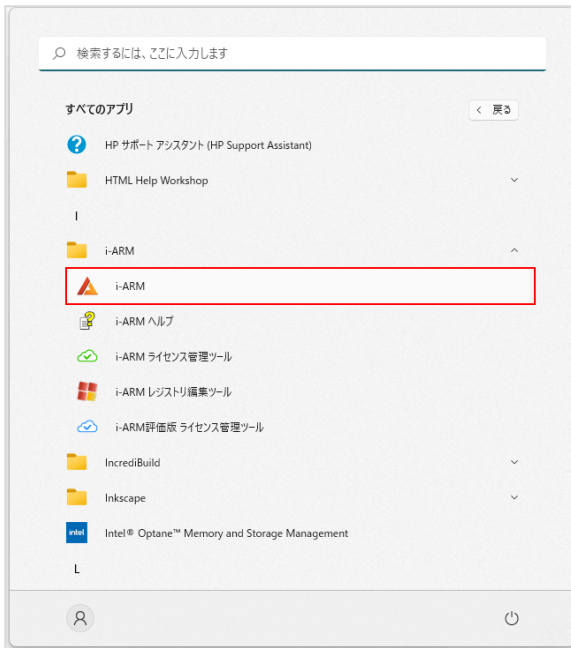 検索するには、ここに入力します
すべてのアプリ
戻る
HP サポート アシスタント (HP Support Assistant)
HTML Help Workshop
I
i-ARM
i-ARM
i-ARM ヘルプ
i-ARM ライセンス管理ツール
i-ARM レジストリ編集ツール
i-ARM評価版 ライセンス管理ツール
IncrediBuild
Inkscape
intel Intel® Optane™ Memory and Storage Management
L